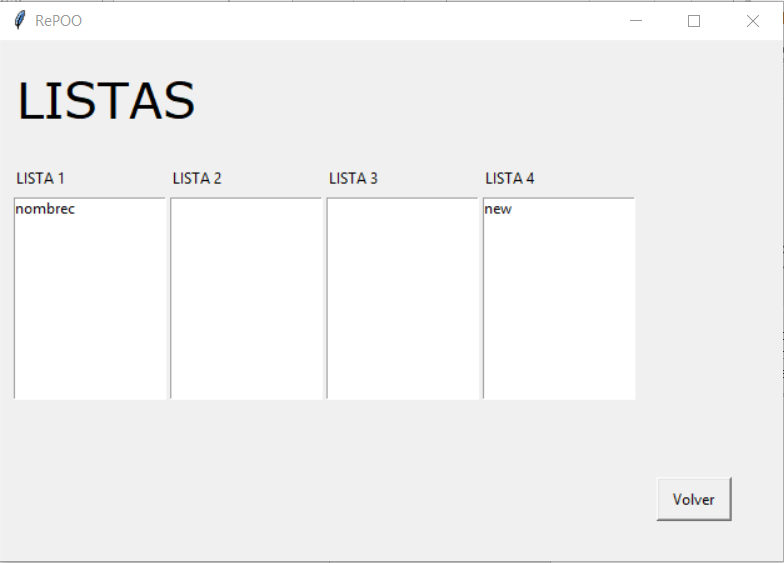 RePOO
LISTAS
LISTA 1
LISTA 2
LISTA 3
LISTA 4
nombrec
new
Volver